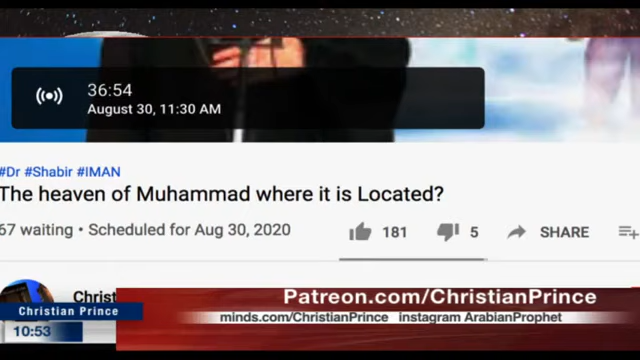 36:54
August 30, 11:30 AM
#Dr #Shabir #IMAN
The heaven of Muhammad where it is Located?
67 waiting • Scheduled for Aug 30, 2020
181
5
SHARE
Christ
Christian Prince
10:53
Patreon.com/ChristianPrince
minds.com/ChristianPrince instagram ArabianProphet